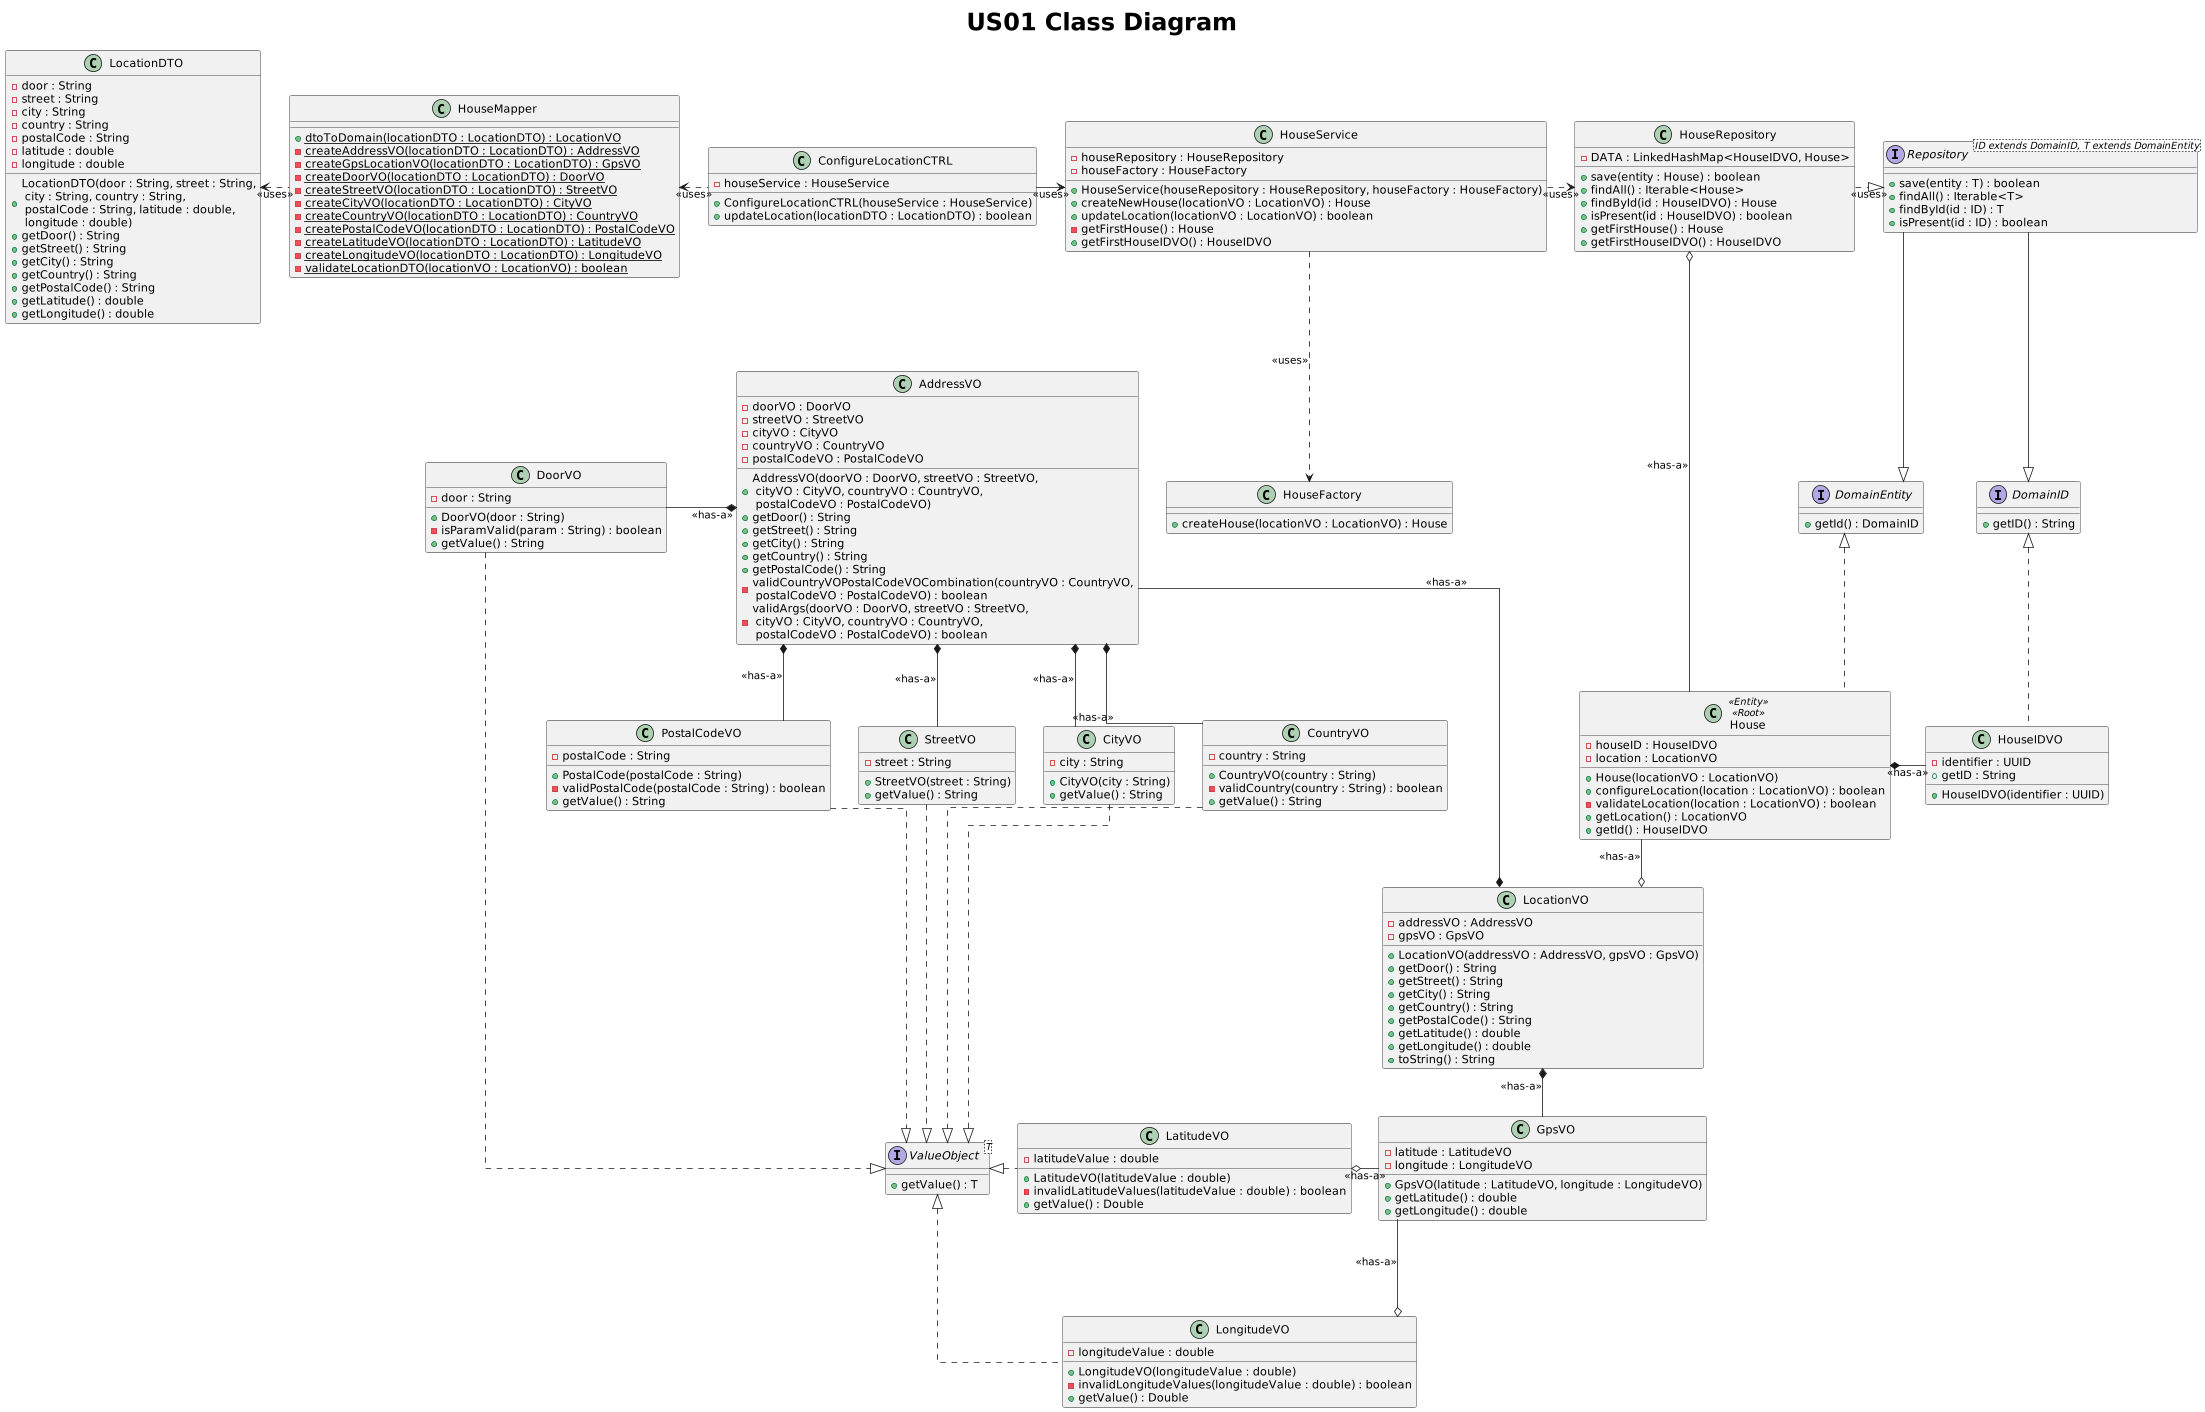 US01 Class Diagram
LocationDTO
door : String
street : String
city : String
country : String
postalCode : String
latitude : double
longitude : double
LocationDTO(door : String, street : String,
city : String, country : String,
postalCode : String, latitude : double,
longitude : double)
getDoor() : String
getStreet() : String
getCity() : String
getCountry() : String
getPostalCode() : String
getLatitude() : double
getLongitude() : double
«uses»
HouseMapper
dtoToDomain(locationDTO : LocationDTO) : LocationVO
createAddressVO(locationDTO : LocationDTO) : AddressVO
createGpsLocationVO(locationDTO : LocationDTO) : GpsVO
createDoorVO(locationDTO : LocationDTO) : DoorVO
createStreetVO(locationDTO : LocationDTO) : StreetVO
createCityVO(locationDTO : LocationDTO) : CityVO
createCountryVO(locationDTO : LocationDTO) : CountryVO
createPostalCodeVO(locationDTO : LocationDTO) : PostalCodeVO
createLatitudeVO(locationDTO : LocationDTO) : LatitudeVO
createLongitudeVO(locationDTO : LocationDTO) : LongitudeVO
validateLocationDTO(locationVO : LocationVO) : boolean
«uses»
ConfigureLocationCTRL
houseService : HouseService
ConfigureLocationCTRL(houseService : HouseService)
updateLocation(locationDTO : LocationDTO) : boolean
«uses»
HouseService
houseRepository : HouseRepository
houseFactory : HouseFactory
HouseService(houseRepository : HouseRepository, houseFactory : HouseFactory)
createNewHouse(locationVO : LocationVO) : House
updateLocation(locationVO : LocationVO) : boolean
getFirstHouse() : House
getFirstHouseIDVO() : HouseIDVO
«uses»
HouseRepository
DATA : LinkedHashMap<HouseIDVO, House>
save(entity : House) : boolean
findAll() : Iterable<House>
findById(id : HouseIDVO) : House
isPresent(id : HouseIDVO) : boolean
getFirstHouse() : House
getFirstHouseIDVO() : HouseIDVO
«uses»
Repository
ID extends DomainID, T extends DomainEntity
save(entity : T) : boolean
findAll() : Iterable<T>
findById(id : ID) : T
isPresent(id : ID) : boolean
«uses»
AddressVO
doorVO : DoorVO
streetVO : StreetVO
cityVO : CityVO
countryVO : CountryVO
postalCodeVO : PostalCodeVO
AddressVO(doorVO : DoorVO, streetVO : StreetVO,
cityVO : CityVO, countryVO : CountryVO,
postalCodeVO : PostalCodeVO)
getDoor() : String
getStreet() : String
getCity() : String
getCountry() : String
getPostalCode() : String
validCountryVOPostalCodeVOCombination(countryVO : CountryVO,
postalCodeVO : PostalCodeVO) : boolean
validArgs(doorVO : DoorVO, streetVO : StreetVO,
cityVO : CityVO, countryVO : CountryVO,
postalCodeVO : PostalCodeVO) : boolean
DoorVO
door : String
DoorVO(door : String)
isParamValid(param : String) : boolean
getValue() : String
«has-a»
HouseFactory
createHouse(locationVO : LocationVO) : House
«has-a»
DomainEntity
getId() : DomainID
DomainID
getID() : String
«has-a»
«has-a»
«has-a»
«has-a»
«has-a»
PostalCodeVO
postalCode : String
PostalCode(postalCode : String)
validPostalCode(postalCode : String) : boolean
getValue() : String
StreetVO
street : String
StreetVO(street : String)
getValue() : String
CityVO
city : String
CityVO(city : String)
getValue() : String
CountryVO
country : String
CountryVO(country : String)
validCountry(country : String) : boolean
getValue() : String
«Entity»
«Root»
House
houseID : HouseIDVO
location : LocationVO
House(locationVO : LocationVO)
configureLocation(location : LocationVO) : boolean
validateLocation(location : LocationVO) : boolean
getLocation() : LocationVO
getId() : HouseIDVO
«has-a»
HouseIDVO
identifier : UUID
getID : String
HouseIDVO(identifier : UUID)
«has-a»
LocationVO
addressVO : AddressVO
gpsVO : GpsVO
LocationVO(addressVO : AddressVO, gpsVO : GpsVO)
getDoor() : String
getStreet() : String
getCity() : String
getCountry() : String
getPostalCode() : String
getLatitude() : double
getLongitude() : double
toString() : String
«has-a»
ValueObject
T
getValue() : T
LatitudeVO
latitudeValue : double
LatitudeVO(latitudeValue : double)
invalidLatitudeValues(latitudeValue : double) : boolean
getValue() : Double
«has-a»
GpsVO
latitude : LatitudeVO
longitude : LongitudeVO
GpsVO(latitude : LatitudeVO, longitude : LongitudeVO)
getLatitude() : double
getLongitude() : double
«has-a»
LongitudeVO
longitudeValue : double
LongitudeVO(longitudeValue : double)
invalidLongitudeValues(longitudeValue : double) : boolean
getValue() : Double